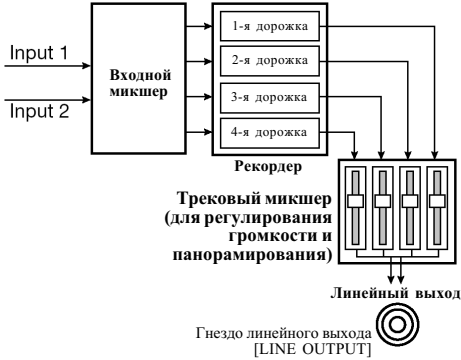 1-я дорожка
Input 1
2-я дорожка
Входной
микшер
3-я дорожка
Input 2
4-я дорожка
Рекордер
Трековый микшер
(для регулирования
громкости и
панорамирования)
Линейный выход
Гнездо линейного выхода
[LINE OUTPUT]